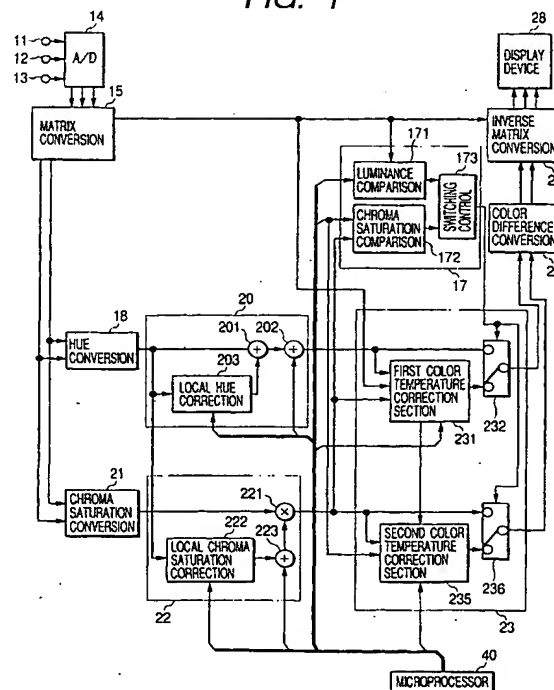 FIG. 1
11
12
13
14
A/D
15
MATRIX
CONVERSION
28
DISPLAY
DEVICE
INVERSE
MATRIX
CONVERSION
2
171
173
LUMINANCE
COMPARISON
SWITCHING
CONTROL
CHROMA
SATURATION
COMPARISON
172
17
COLOR
DIFFERENCE
CONVERSION
2
18
HUE
CONVERSION
20
201
202
+
+
203
LOCAL HUE
CORRECTION
FIRST COLOR
TEMPERATURE
CORRECTION
SECTION
231
232
21
CHROMA
SATURATION
CONVERSION
221
×
222
223
+
LOCAL CHROMA
SATURATION
CORRECTION
22
SECOND COLOR
TEMPERATURE
CORRECTION
SECTION
235
236
23
40
MICROPROCESSOR